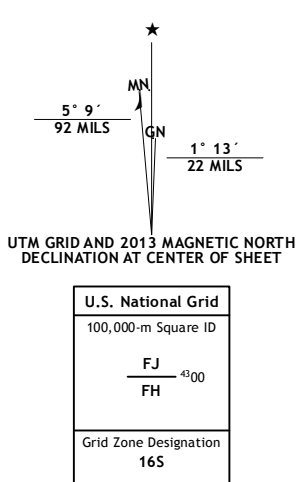 ★
MN
5° 9´
92 MILS
GN
1° 13´
22 MILS
UTM GRID AND 2013 MAGNETIC NORTH
DECLINATION AT CENTER OF SHEET
U.S. National Grid
100,000-m Square ID
FJ
4300
FH
Grid Zone Designation
16S